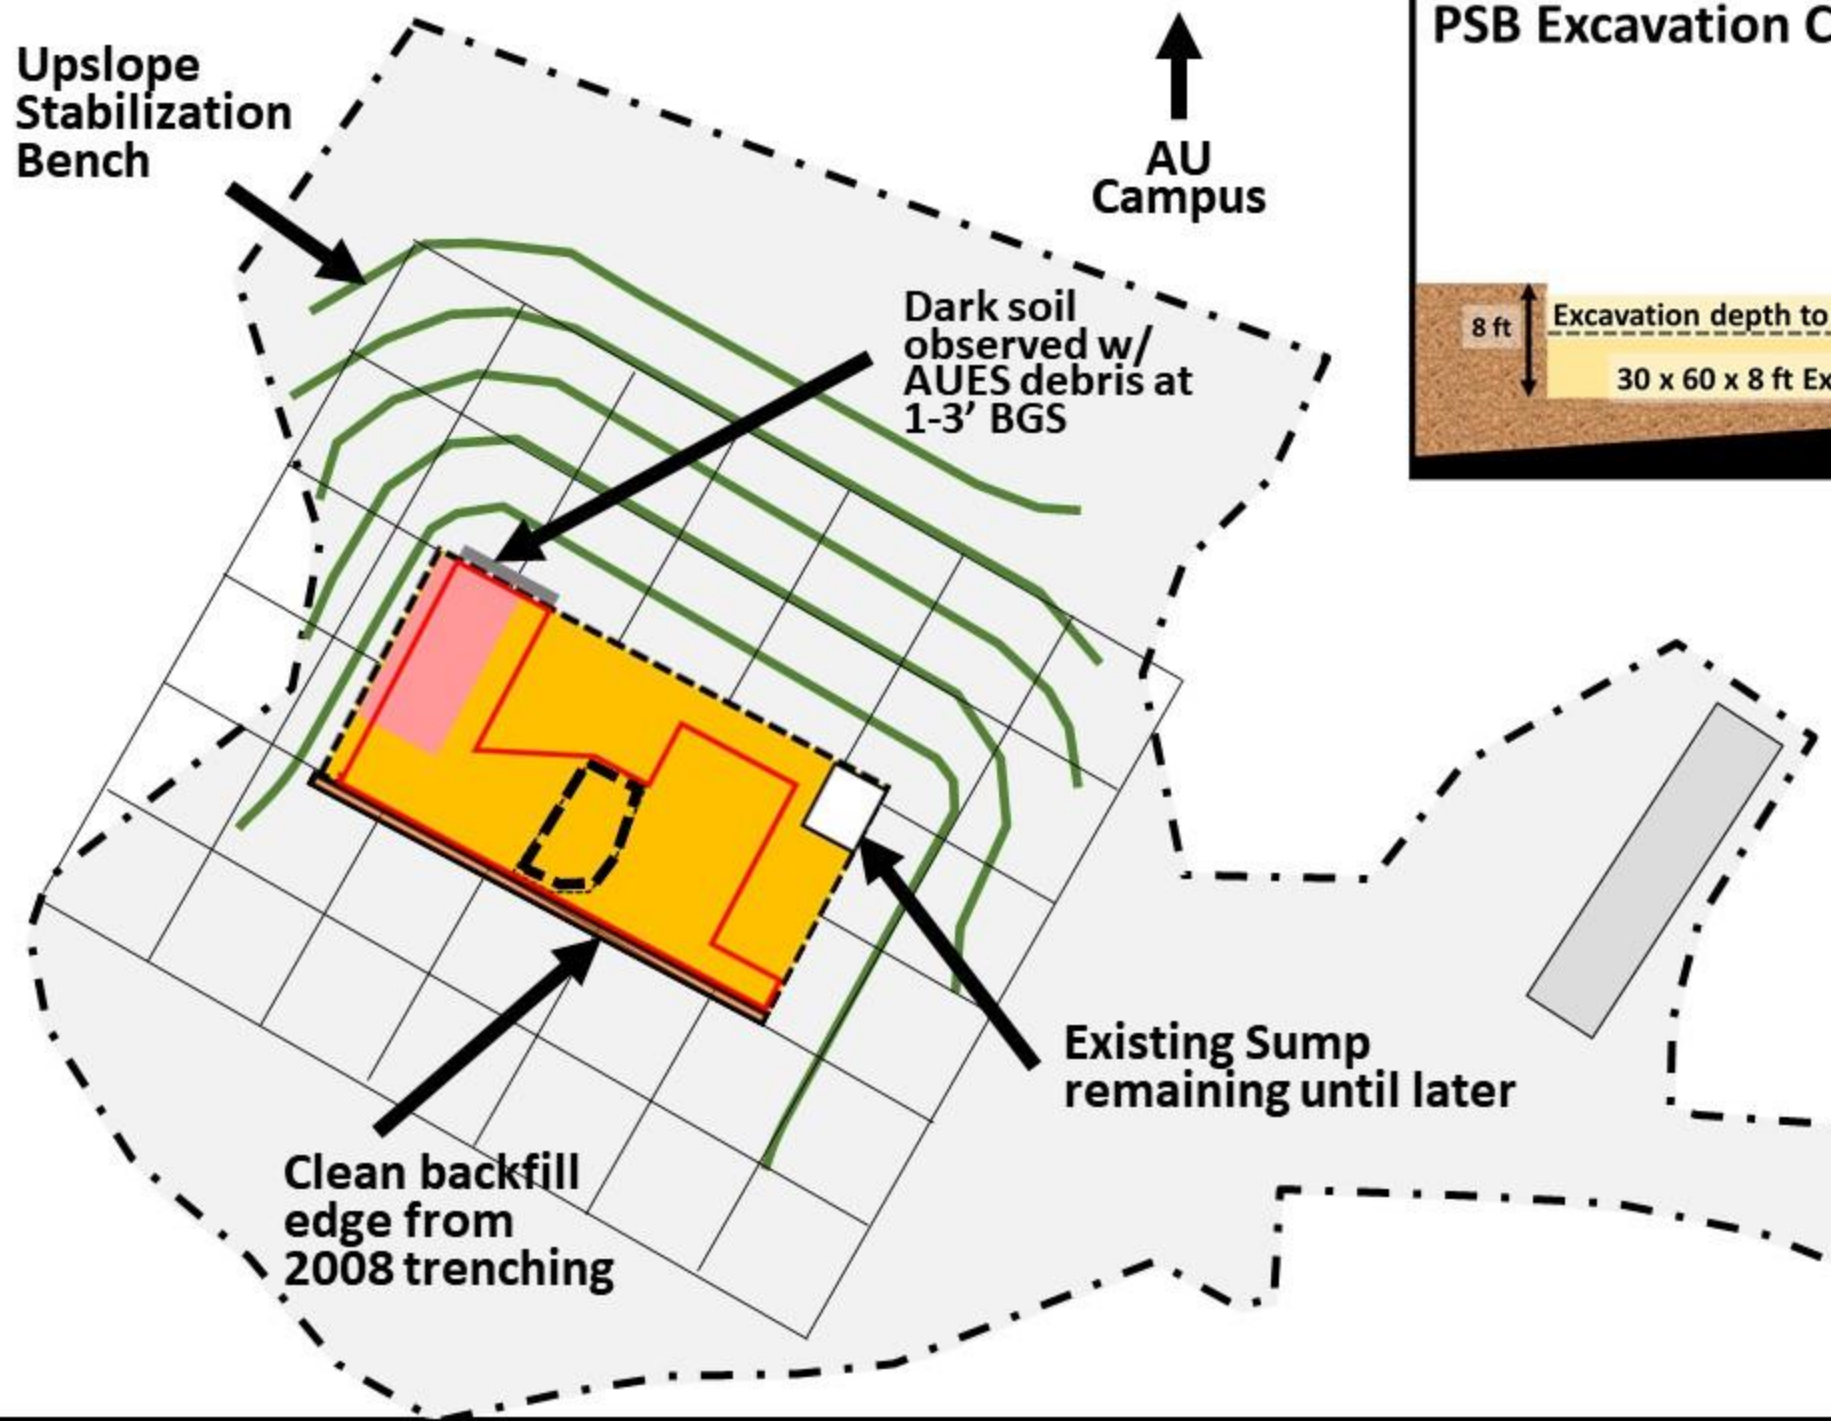 Upslope
Stabilization
Bench
AU
Campus
PSB Excavation C
8 ft
Excavation depth to
30 x 60 x 8 ft Ex
Dark soil
observed w/
AUES debris at
1-3' BGS
Existing Sump
remaining until later
Clean backfill
edge from
2008 trenching